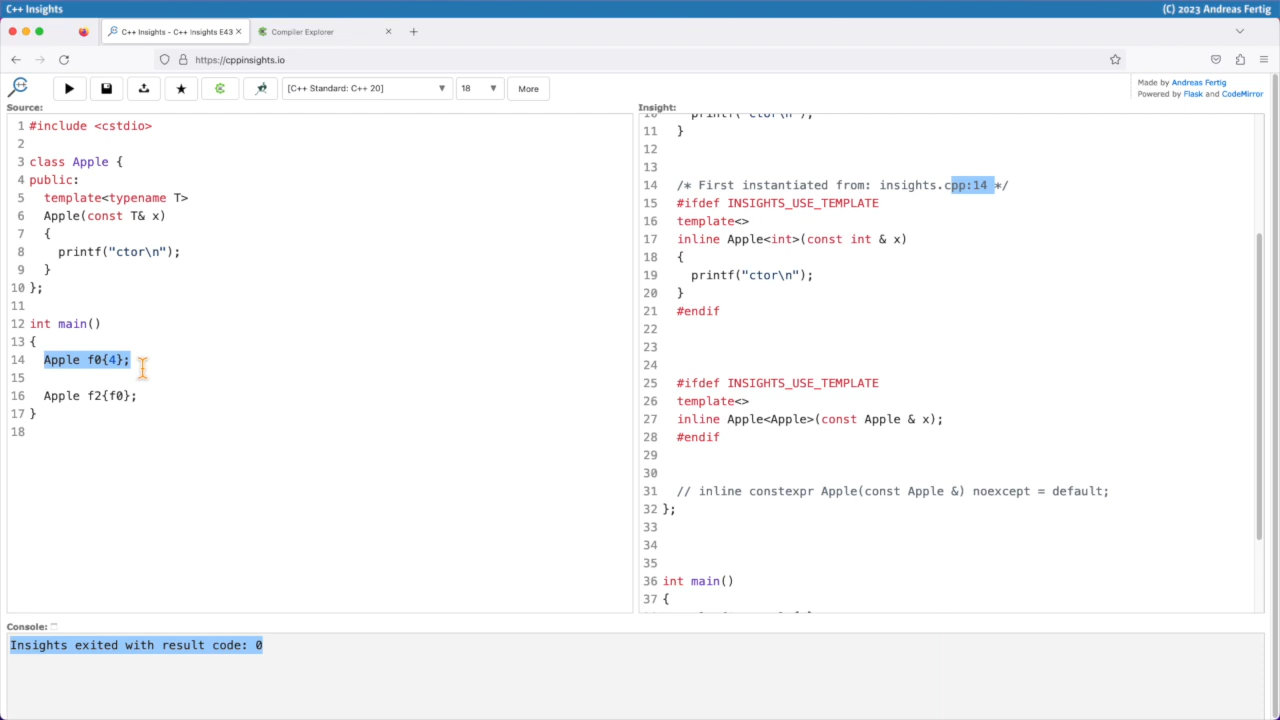 C++ Insights
(C) 2023 Andreas Fertig
C++ Insights - C++ Insights E43
Compiler Explorer
https://cppinsights.io
[C++ Standard: C++ 20]
18
More
Made by Andreas Fertig
Powered by Flask and CodeMirror
Source:
1 #include <cstdio>
2
3 class Apple {
4 public:
5 template<typename T>
6 Apple(const T& x)
7 {
8 printf("ctor\n");
9 }
10 };
11
12 int main()
13 {
14 Apple f0{4};
15
16 Apple f2{f0};
17 }
18
Insight:
10 printf("ctor\n");
11 }
12
13
14 /* First instantiated from: insights.cpp:14 */
15 #ifdef INSIGHTS_USE_TEMPLATE
16 template<>
17 inline Apple<int>(const int & x)
18 {
19 printf("ctor\n");
20 }
21 #endif
22
23
24
25 #ifdef INSIGHTS_USE_TEMPLATE
26 template<>
27 inline Apple<Apple>(const Apple & x);
28 #endif
29
30
31 // inline constexpr Apple(const Apple &) noexcept = default;
32 };
33
34
35
36 int main()
37 {
Console:
Insights exited with result code: 0